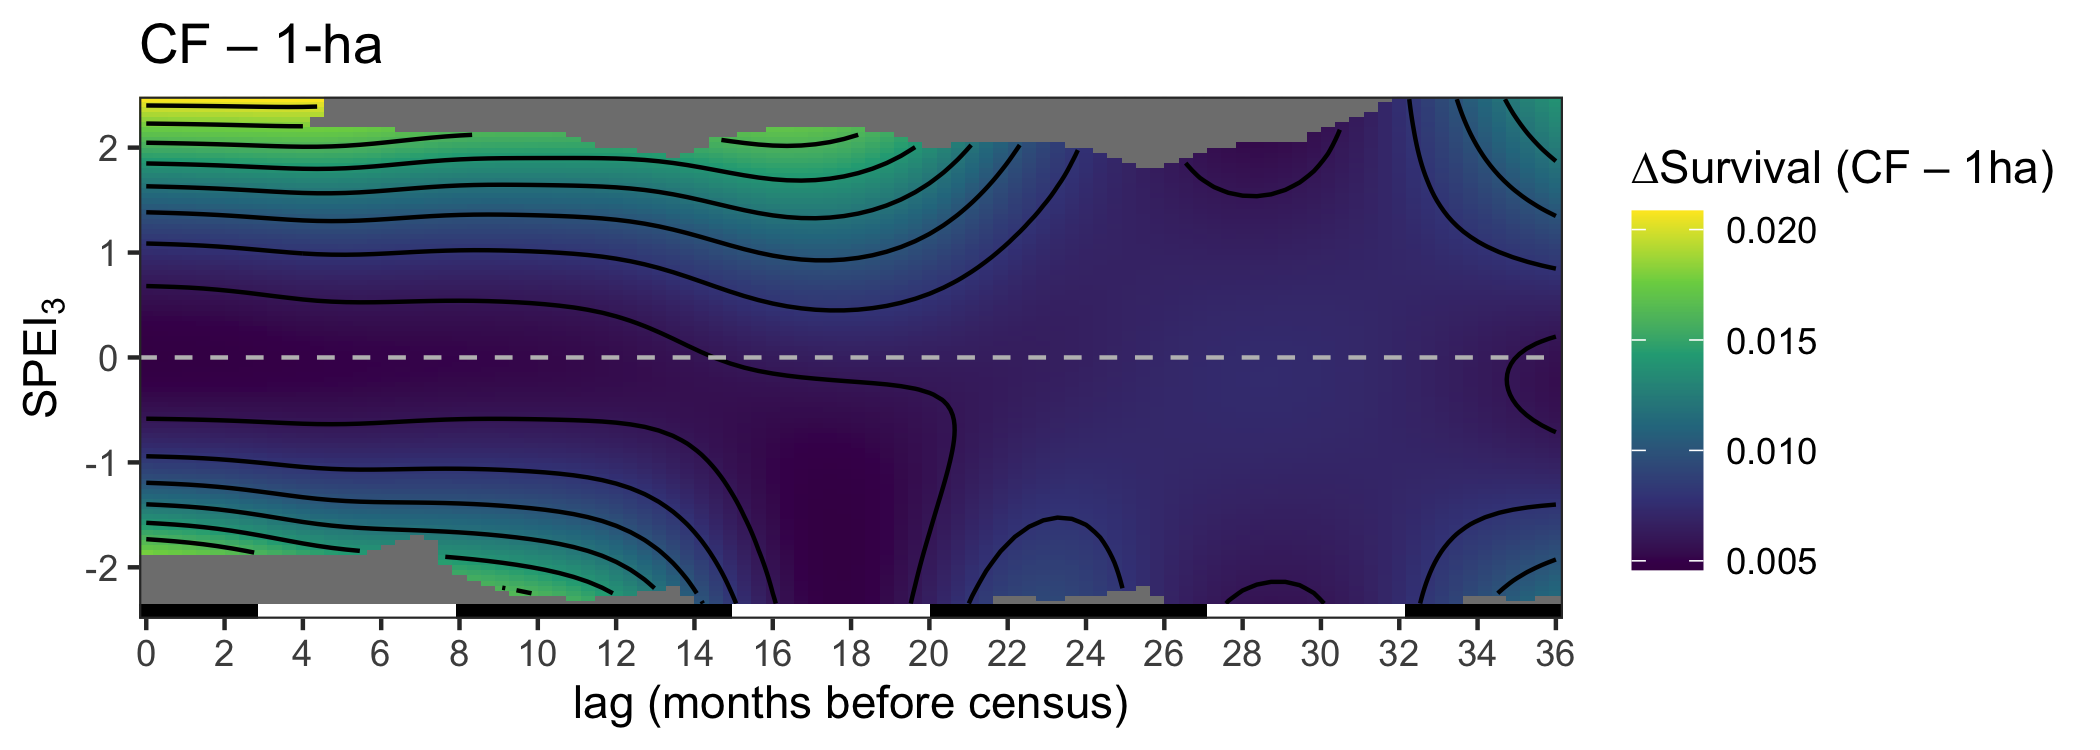 CF – 1-ha
SPEI₃
2
1
0
-1
-2
0 2 4 6 8 10 12 14 16 18 20 22 24 26 28 30 32 34 36
lag (months before census)
ΔSurvival (CF – 1ha)
0.020
0.015
0.010
0.005